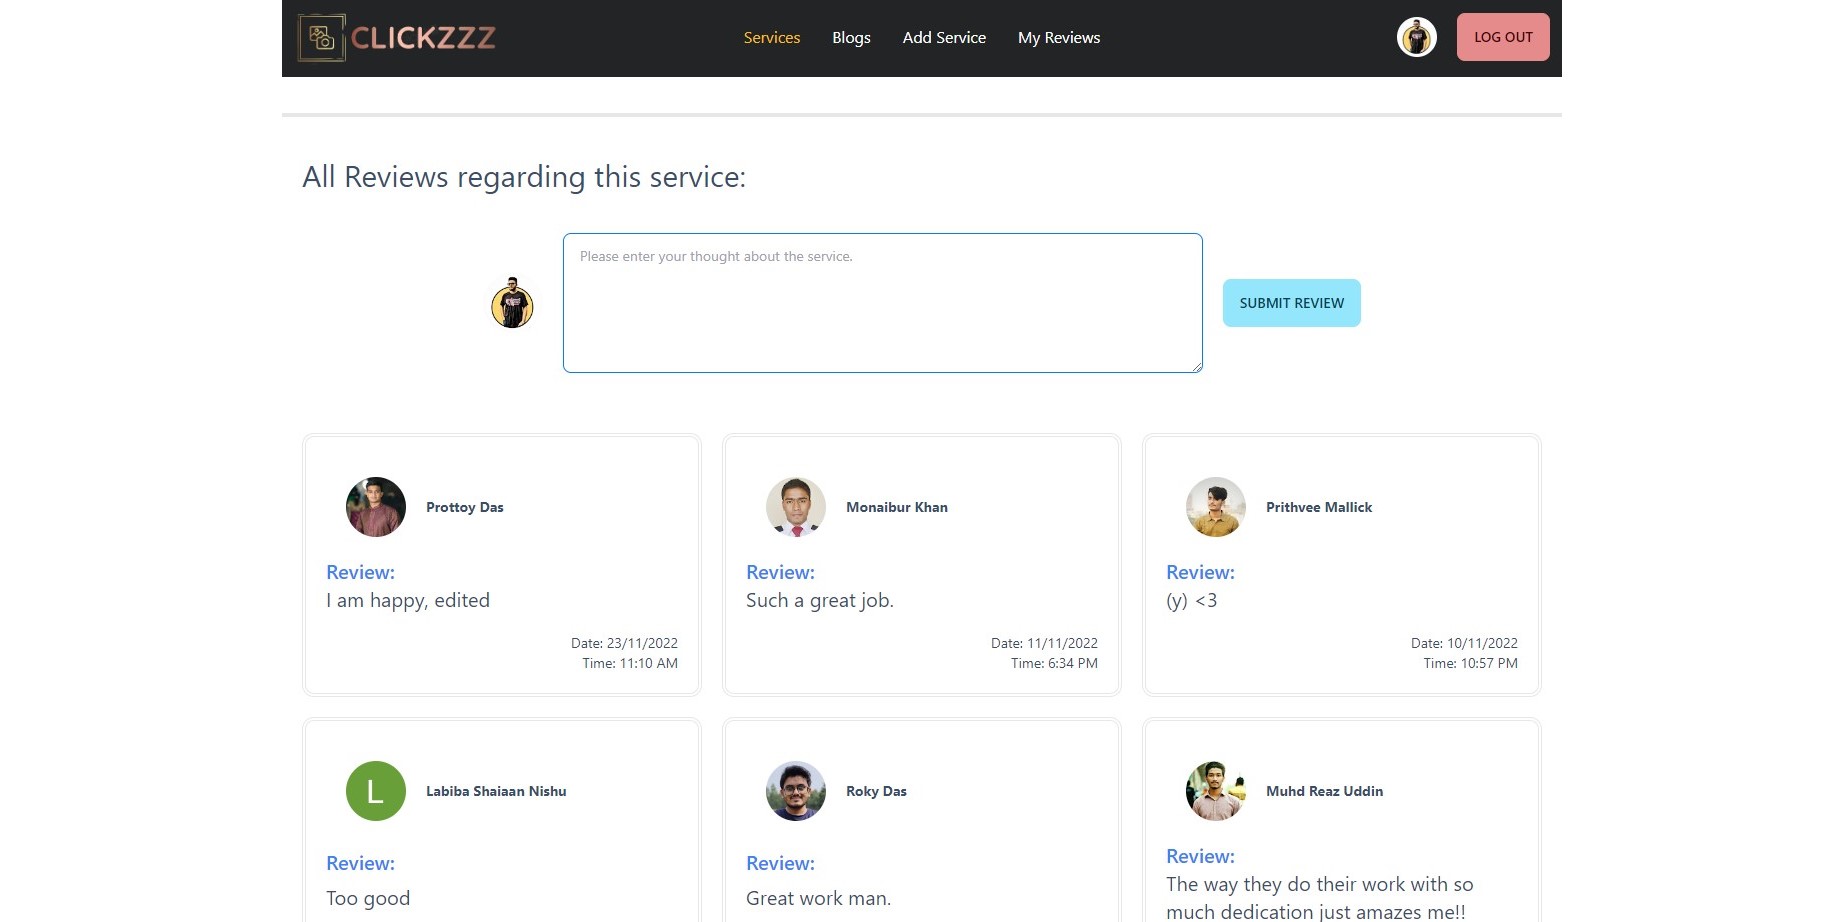 CLICKZZZ
Services Blogs Add Service My Reviews
LOG OUT
All Reviews regarding this service:
Please enter your thought about the service.
SUBMIT REVIEW
Prottoy Das
Review:
I am happy, edited
Date: 23/11/2022
Time: 11:10 AM
Monaibur Khan
Review:
Such a great job.
Date: 11/11/2022
Time: 6:34 PM
Prithvee Mallick
Review:
(y) <3
Date: 10/11/2022
Time: 10:57 PM
L
Labiba Shaiaan Nishu
Review:
Too good
Roky Das
Review:
Great work man.
Muhd Reaz Uddin
Review:
The way they do their work with so
much dedication just amazes me!!